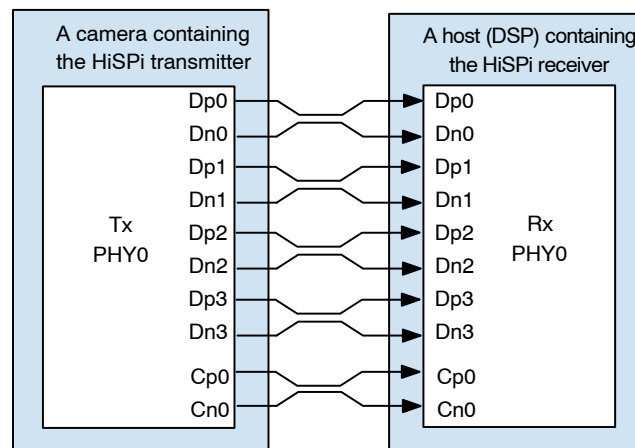 A camera containing
the HiSPi transmitter
Tx
PHY0
Dp0
Dn0
Dp1
Dn1
Dp2
Dn2
Dp3
Dn3
Cp0
Cn0
A host (DSP) containing
the HiSPi receiver
Dp0
Dn0
Dp1
Dn1
Dp2
Dn2
Dp3
Dn3
Cp0
Cn0
Rx
PHY0